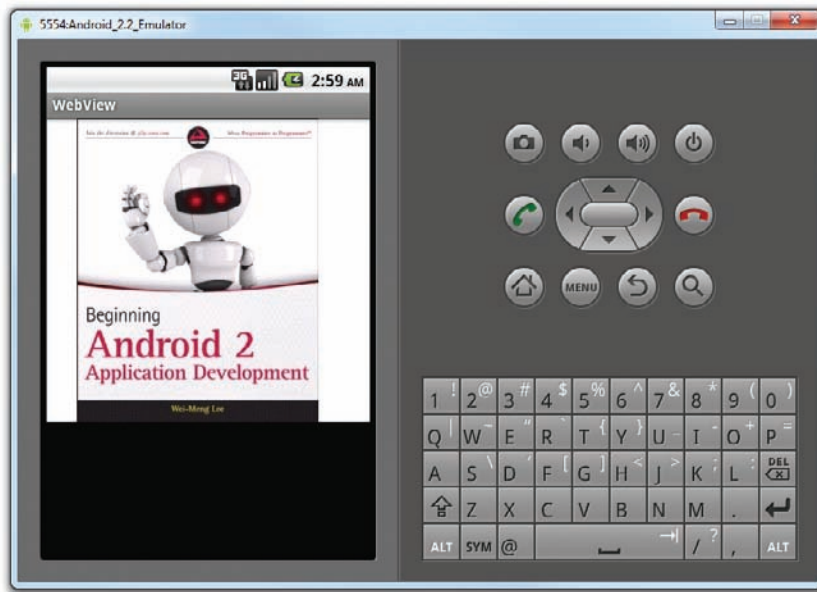 5554:Android_2.2_Emulator
3G 2:59 AM
WebView
Beginning
Android 2
Application Development
Wei-Meng Lee
MENU
1 ! 2 @ 3 # 4 $ 5 % 6 ^ 7 & 8 * 9 ( 0 )
Q | W ~ E " R ` T { Y } U _ I - O + P =
A S \ D ' F [ G ] H < J > K ; L : DEL
Z X C V B N M .
ALT SYM @ / ? , ALT